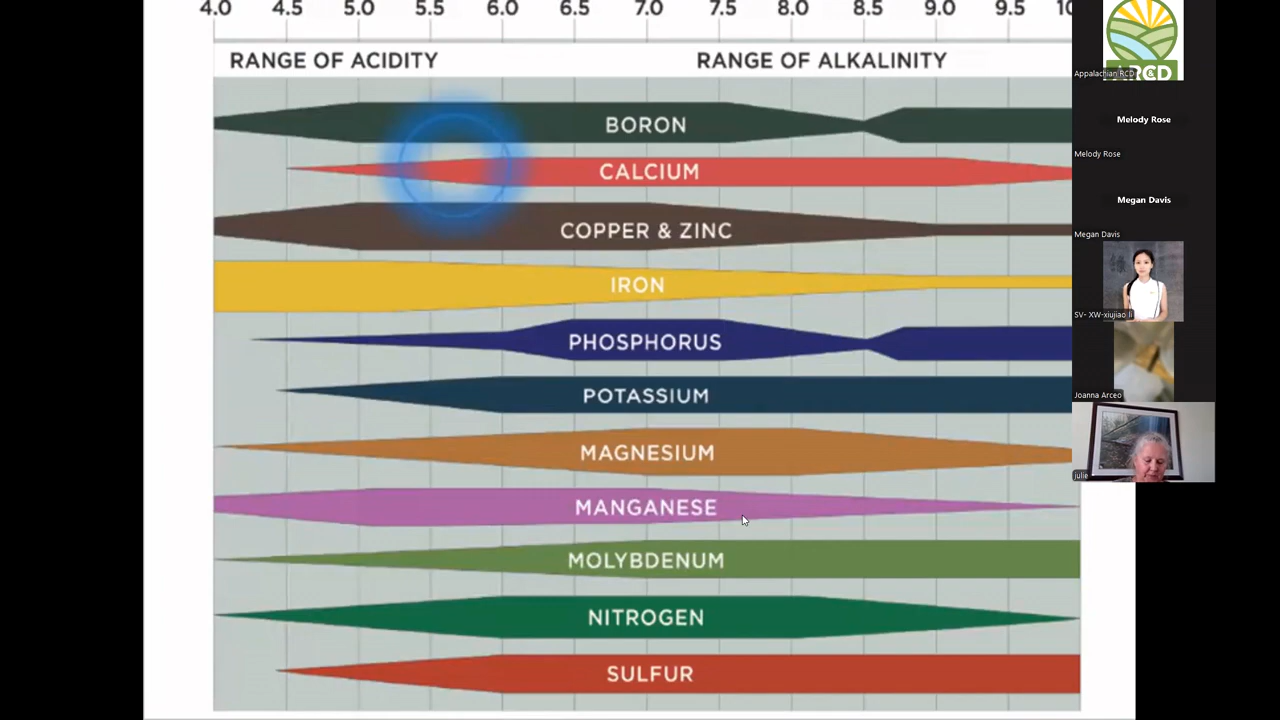 4.0 4.5 5.0 5.5 6.0 6.5 7.0 7.5 8.0 8.5 9.0 9.5 10
RANGE OF ACIDITY RANGE OF ALKALINITY
BORON
CALCIUM
COPPER & ZINC
IRON
PHOSPHORUS
POTASSIUM
MAGNESIUM
MANGANESE
MOLYBDENUM
NITROGEN
SULFUR
ARCD
Appalachian RCD
Melody Rose
Melody Rose
Megan Davis
Megan Davis
SV- XW-xiujiao li
Joanna Arceo
julie